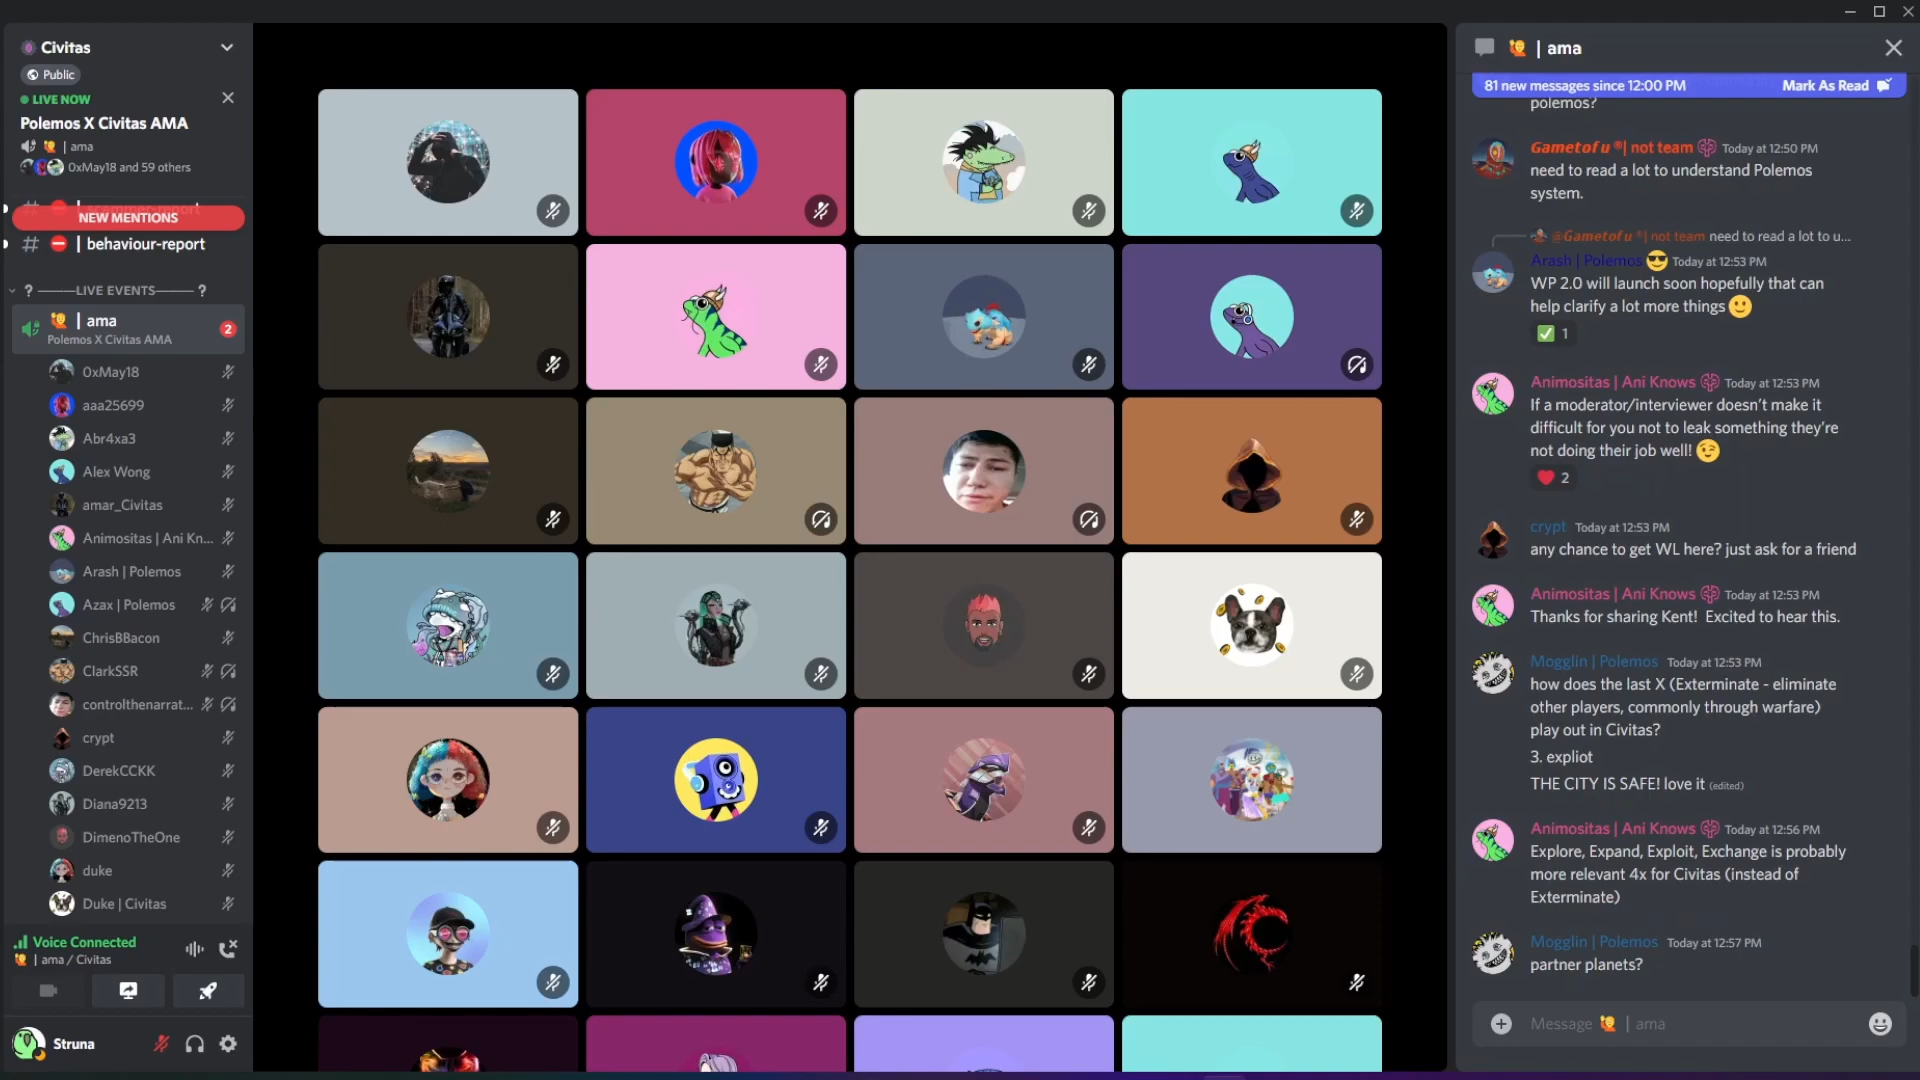 Civitas
Public
LIVE NOW
Polemos X Civitas AMA
| ama
0xMay18 and 59 others
NEW MENTIONS
# | behaviour-report
? ———LIVE EVENTS——— ?
| ama
2
Polemos X Civitas AMA
0xMay18
aaa25699
Abr4xa3
Alex Wong
amar_Civitas
Animositas | Ani Kn...
Arash | Polemos
Azax | Polemos
ChrisBBacon
ClarkSSR
controlthenarrat...
crypt
DerekCCKK
Diana9213
DimenoTheOne
duke
Duke | Civitas
Voice Connected
| ama / Civitas
Struna
| ama
81 new messages since 12:00 PM Mark As Read
polemos?
Gametofu ®| not team Today at 12:50 PM
need to read a lot to understand Polemos
system.
@Gametofu ®| not team need to read a lot to u...
Arash | Polemos 😎 Today at 12:53 PM
WP 2.0 will launch soon hopefully that can
help clarify a lot more things 🙂
✅ 1
Animositas | Ani Knows Today at 12:53 PM
If a moderator/interviewer doesn't make it
difficult for you not to leak something they're
not doing their job well! 😉
❤️ 2
crypt Today at 12:53 PM
any chance to get WL here? just ask for a friend
Animositas | Ani Knows Today at 12:53 PM
Thanks for sharing Kent! Excited to hear this.
Mogglin | Polemos Today at 12:53 PM
how does the last X (Exterminate - eliminate
other players, commonly through warfare)
play out in Civitas?
3. expliot
THE CITY IS SAFE! love it (edited)
Animositas | Ani Knows Today at 12:56 PM
Explore, Expand, Exploit, Exchange is probably
more relevant 4x for Civitas (instead of
Exterminate)
Mogglin | Polemos Today at 12:57 PM
partner planets?
Message | ama